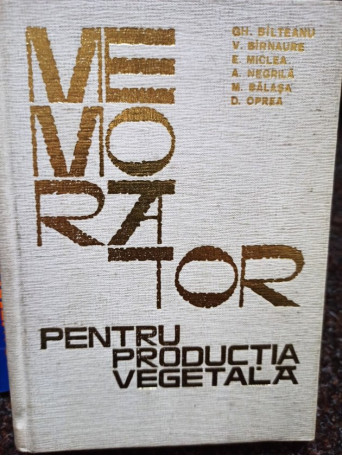 GH. BÎLTEANU
V. BÎRNAURE
E. MICLEA
A. NEGRILĂ
M. BĂLAȘA
D. OPREA
ME
MO
RA
TOR
PENTRU
PRODUCȚIA
VEGETALĂ